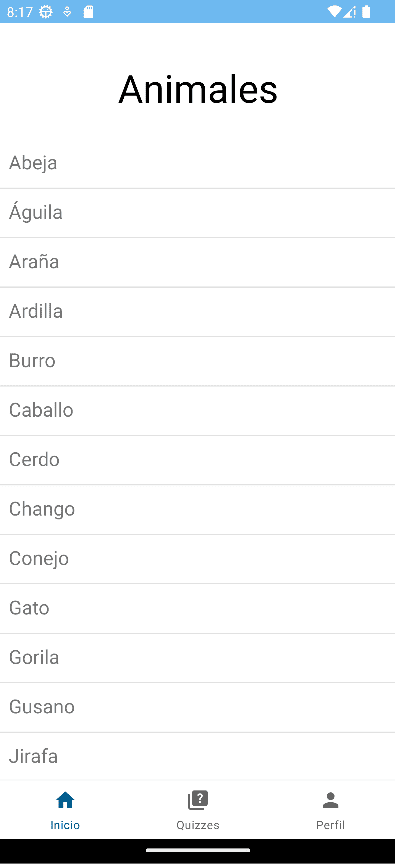 8:17
Animales
Abeja
Águila
Araña
Ardilla
Burro
Caballo
Cerdo
Chango
Conejo
Gato
Gorila
Gusano
Jirafa
Inicio
Quizzes
Perfil